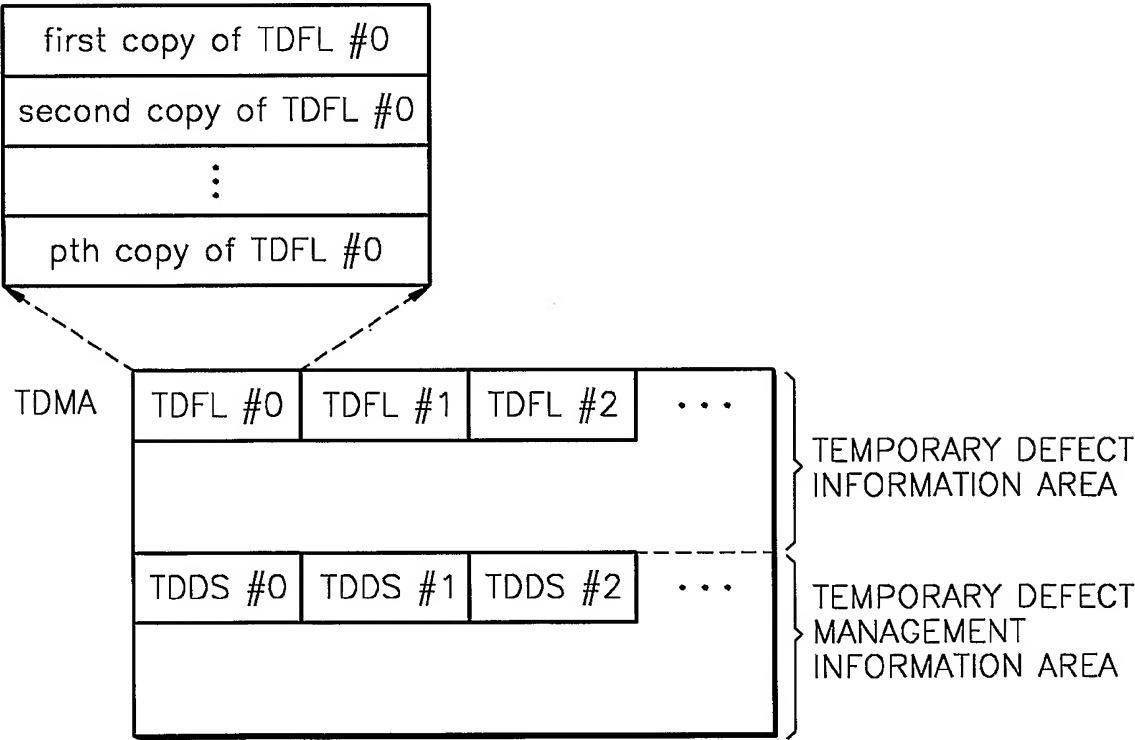 first copy of TDFL #0
second copy of TDFL #0
⋮
pth copy of TDFL #0
TDMA
TDFL #0 TDFL #1 TDFL #2 ···
TEMPORARY DEFECT
INFORMATION AREA
TDDS #0 TDDS #1 TDDS #2 ···
TEMPORARY DEFECT
MANAGEMENT
INFORMATION AREA